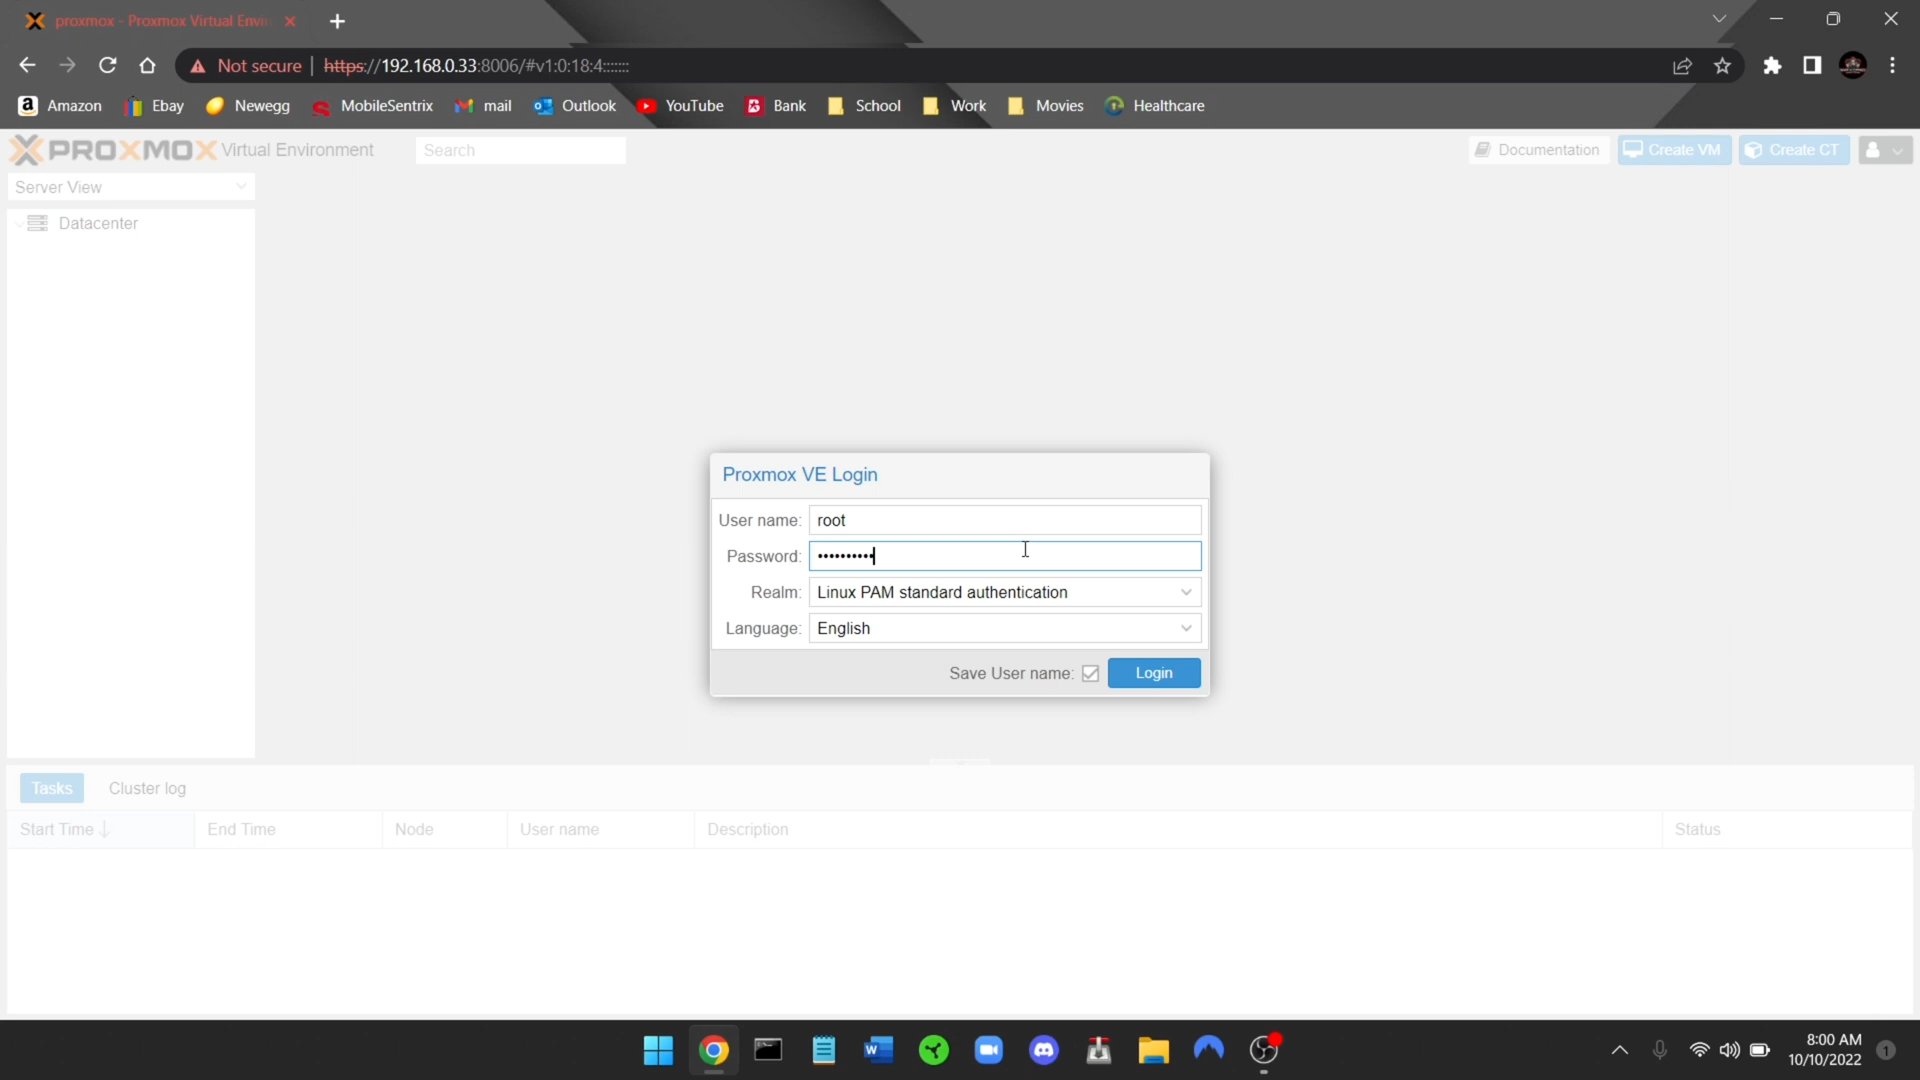 proxmox - Proxmox Virtual Envi
Not secure | https://192.168.0.33:8006/#v1:0:18:4:::::::
Amazon Ebay Newegg MobileSentrix mail Outlook YouTube Bank School Work Movies Healthcare
PROXMOX Virtual Environment Search Documentation Create VM Create CT
Server View
Datacenter
Proxmox VE Login
User name: root
Password: ••••••••••
Realm: Linux PAM standard authentication
Language: English
Save User name: Login
Tasks Cluster log
Start Time End Time Node User name Description Status
8:00 AM
10/10/2022 1